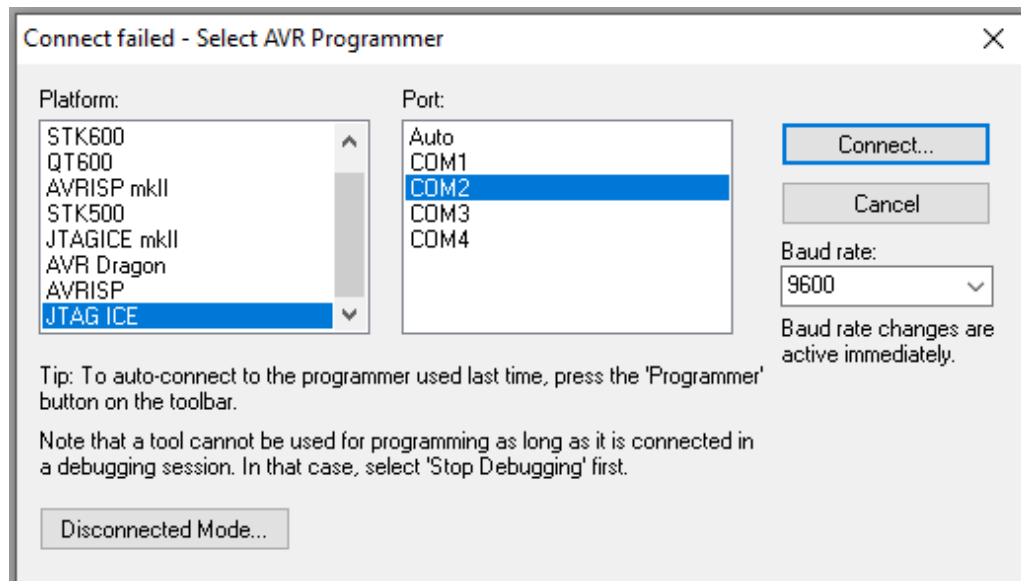 Connect failed - Select AVR Programmer
Platform:
STK600
QT600
AVRISP mkII
STK500
JTAGICE mkII
AVR Dragon
AVRISP
JTAG ICE
Port:
Auto
COM1
COM2
COM3
COM4
Connect...
Cancel
Baud rate:
9600
Baud rate changes are
active immediately.
Tip: To auto-connect to the programmer used last time, press the 'Programmer'
button on the toolbar.
Note that a tool cannot be used for programming as long as it is connected in
a debugging session. In that case, select 'Stop Debugging' first.
Disconnected Mode...